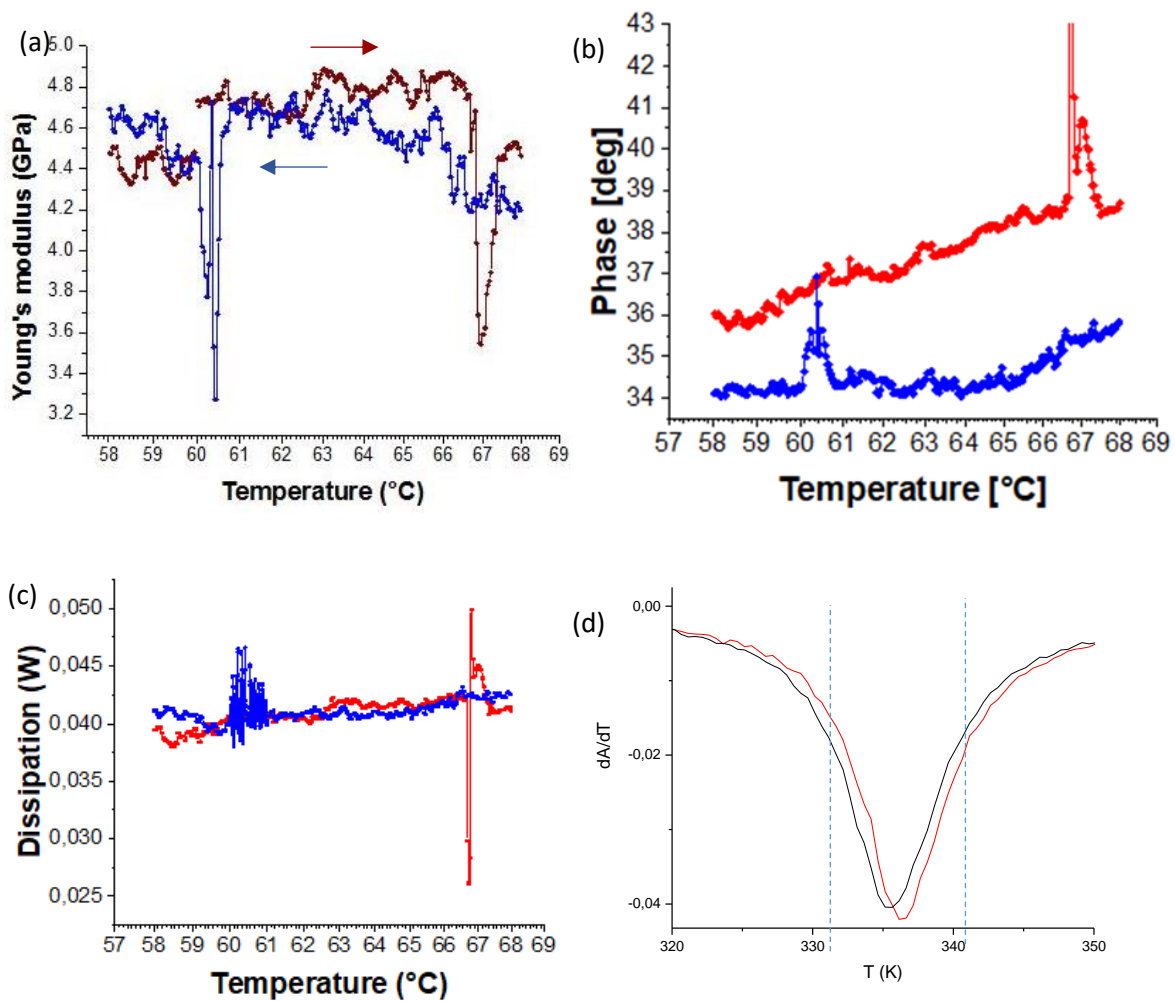 (a)
5.0
4.8
4.6
4.4
4.2
4.0
3.8
3.6
3.4
3.2
58 59 60 61 62 63 64 65 66 67 68 69
Young's modulus (GPa)
Temperature (°C)
(b)
43
42
41
40
39
38
37
36
35
34
57 58 59 60 61 62 63 64 65 66 67 68 69
Phase [deg]
Temperature [°C]
(c)
0,050
0,045
0,040
0,035
0,030
0,025
57 58 59 60 61 62 63 64 65 66 67 68 69
Dissipation (W)
Temperature (°C)
(d)
0,00
-0,02
-0,04
320 330 340 350
dA/dT
T (K)